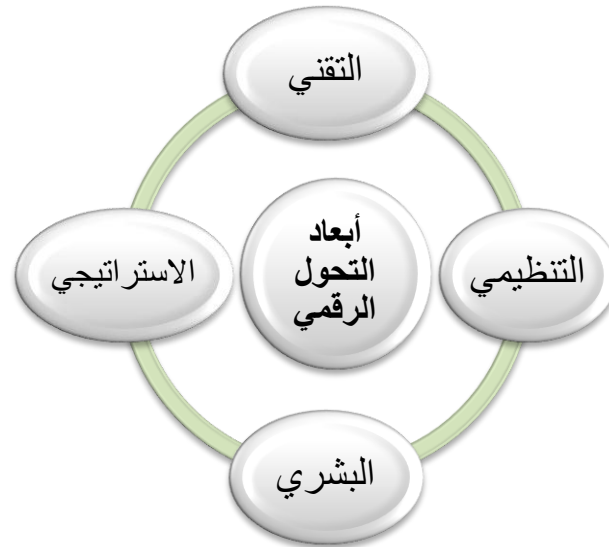 التقني
أبعاد
التحول
الرقمي
التنظيمي
الاستراتيجي
البشري